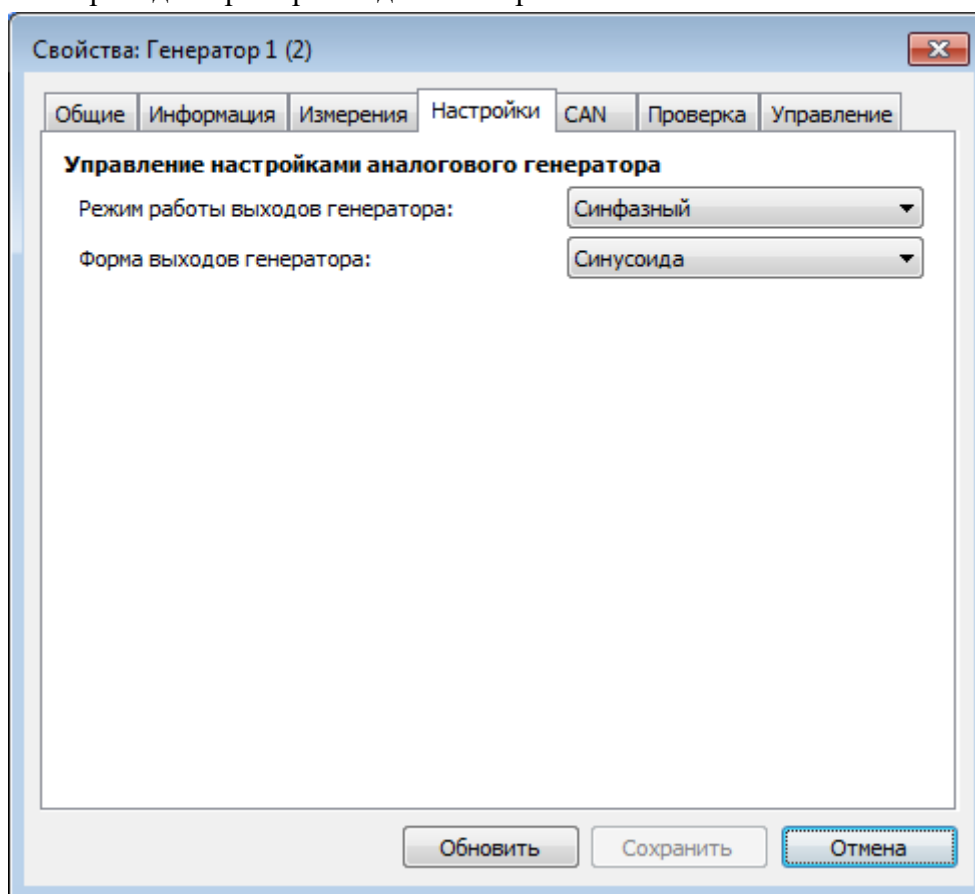 Свойства: Генератор 1 (2)
Общие Информация Измерения Настройки CAN Проверка Управление
Управление настройками аналогового генератора
Режим работы выходов генератора: Синфазный
Форма выходов генератора: Синусоида
Обновить Сохранить Отмена